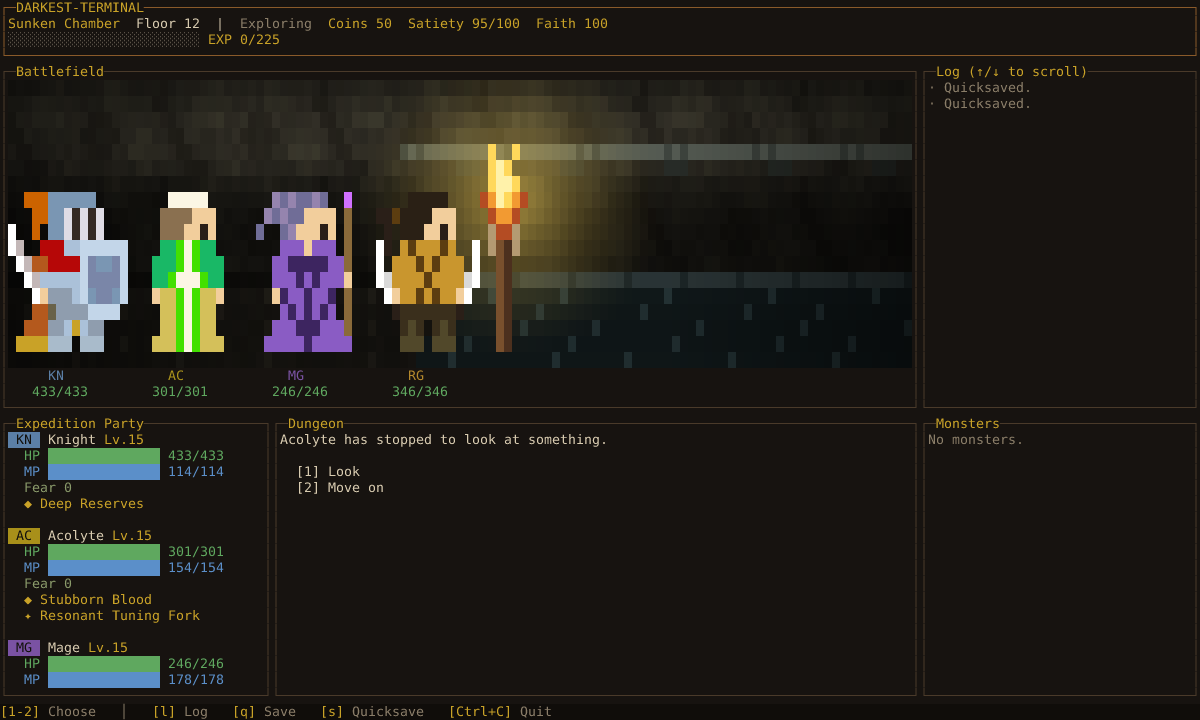 DARKEST-TERMINAL
Sunken Chamber  Floor 12  |  Exploring  Coins 50  Satiety 95/100  Faith 100
EXP 0/225
Battlefield
KN AC MG RG
433/433 301/301 246/246 346/346
Log (↑/↓ to scroll)
· Quicksaved.
· Quicksaved.
Expedition Party
KN Knight Lv.15
HP 433/433
MP 114/114
Fear 0
◆ Deep Reserves
AC Acolyte Lv.15
HP 301/301
MP 154/154
Fear 0
◆ Stubborn Blood
✦ Resonant Tuning Fork
MG Mage Lv.15
HP 246/246
MP 178/178
Dungeon
Acolyte has stopped to look at something.
[1] Look
[2] Move on
Monsters
No monsters.
[1-2] Choose │ [l] Log [q] Save [s] Quicksave [Ctrl+C] Quit